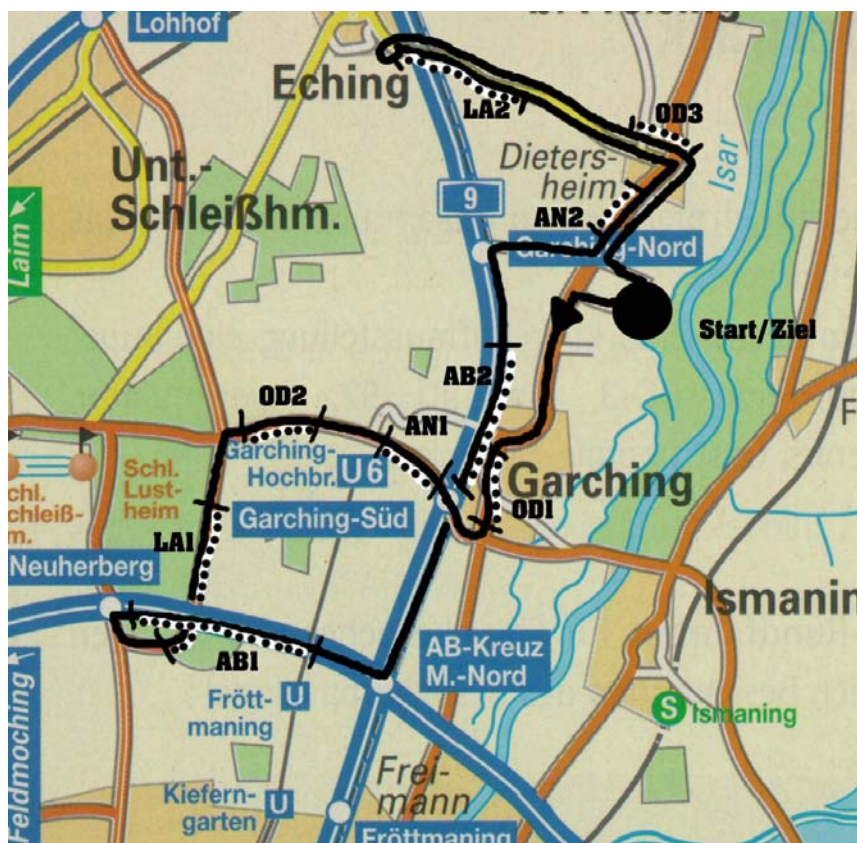 Lohhof
Eching
LA2
OD3
Unt.-
Schleißhm.
Dieters-
heim
Isar
9
AN2
Laim
Garching-Nord
Start/Ziel
AB2
OD2
AN1
Garching-
Hochbr.
U6
Garching
Schl.
Lust-
heim
Garching-Süd
OD1
LA1
Neuherberg
Ismanin
AB1
AB-Kreuz
M.-Nord
Feldmoching
Frött-
maning
U
S
Ismaning
Frei-
mann
Kiefern-
garten
U
Fröttmaning